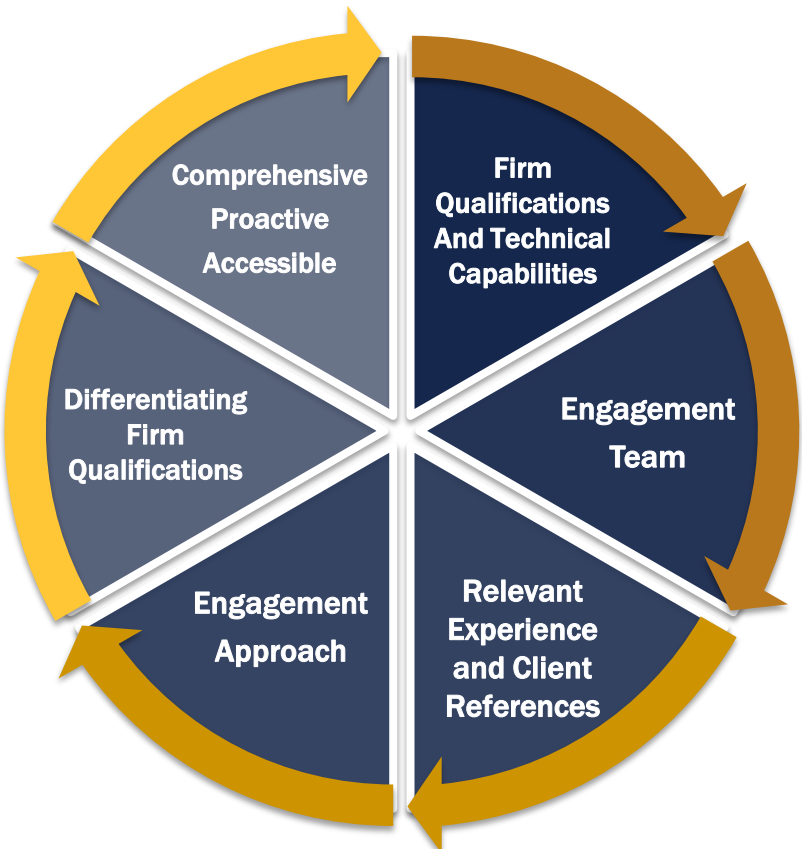 Comprehensive
Proactive
Accessible
Firm
Qualifications
And Technical
Capabilities
Engagement
Team
Relevant
Experience
and Client
References
Engagement
Approach
Differentiating
Firm
Qualifications